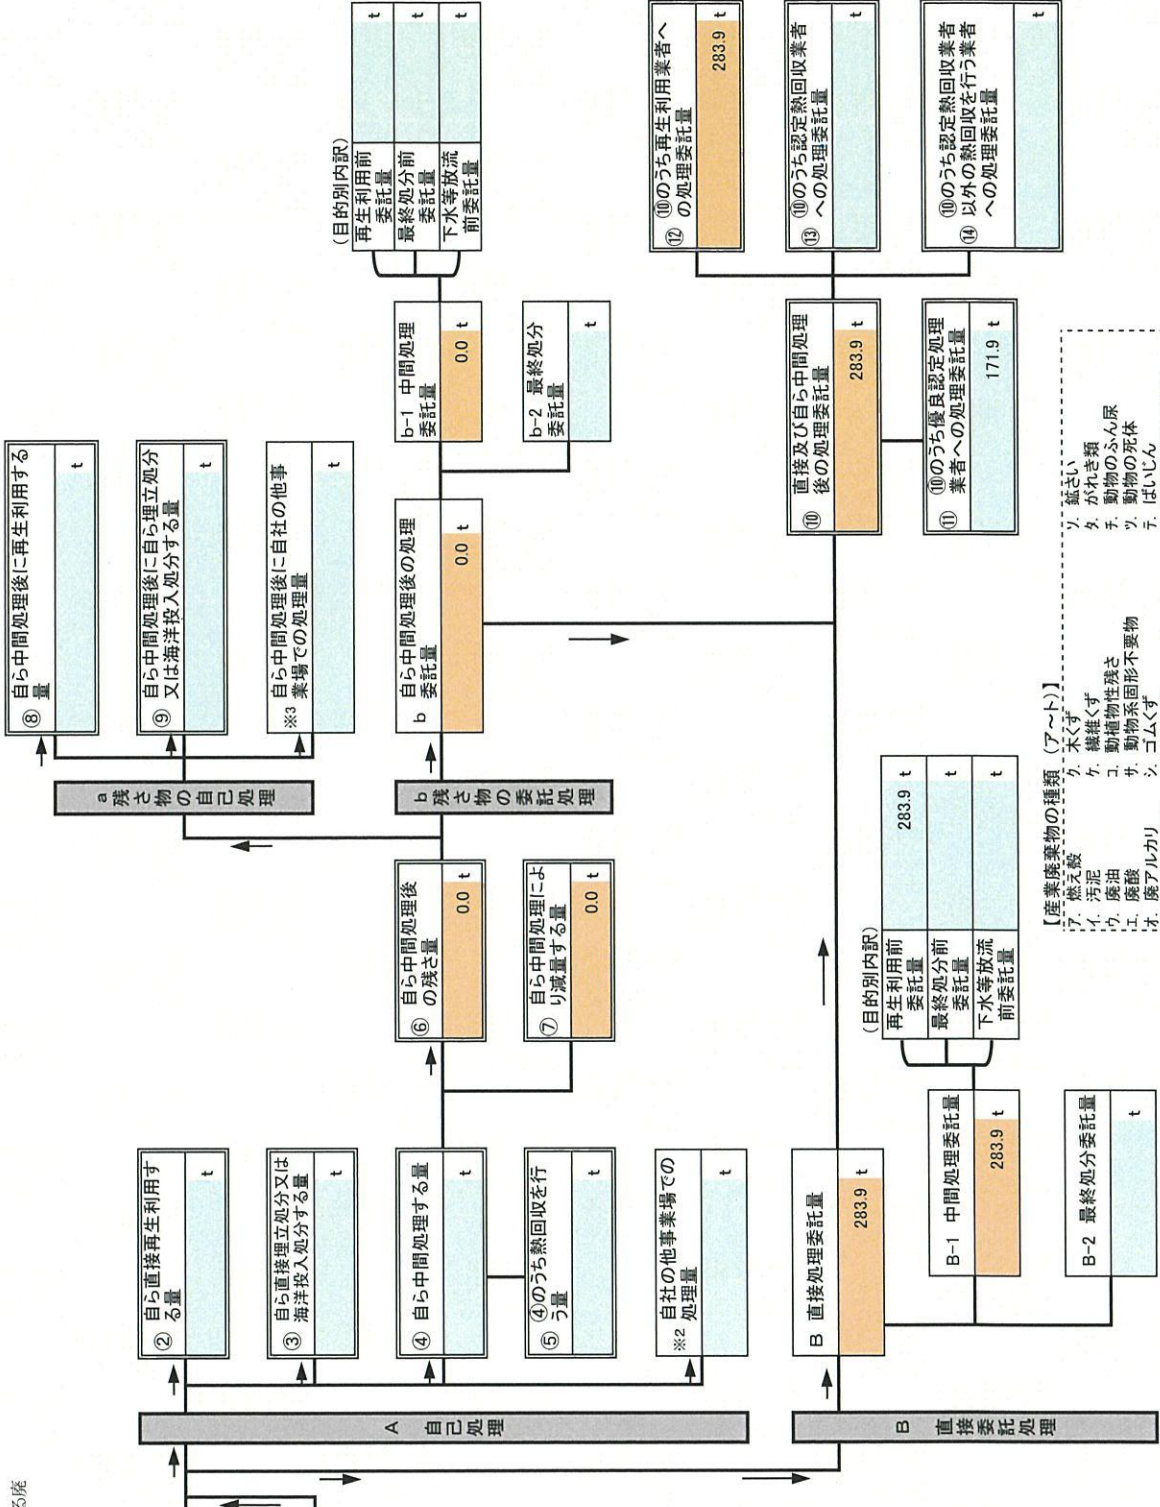 る廃
A 自己処理
② 自ら直接再生利用す
る量
t
③ 自ら直接埋立処分又は
海洋投入処分する量
t
④ 自ら中間処理する量
t
⑤ ④のうち熱回収を行
う量
t
※2 自社の他事業場での
処理量
t
⑥ 自ら中間処理後
の残さ量
0.0 t
⑦ 自ら中間処理によ
り減量する量
0.0 t
a 残さ物の自己処理
⑧ 自ら中間処理後に再生利用する
量
t
⑨ 自ら中間処理後に自ら埋立処分
又は海洋投入処分する量
t
※3 自ら中間処理後に自社の他事
業場での処理量
t
b 残さ物の委託処理
b 自ら中間処理後の処理
委託量
0.0 t
b-1 中間処理
委託量
0.0 t
b-2 最終処分
委託量
t
(目的別内訳)
再生利用前
委託量
t
最終処分前
委託量
t
下水等放流
前委託量
t
B 直接委託処理
B 直接処理委託量
283.9 t
B-1 中間処理委託量
283.9 t
B-2 最終処分委託量
t
(目的別内訳)
再生利用前
委託量
283.9 t
最終処分前
委託量
t
下水等放流
前委託量
t
⑩ 直接及び自ら中間処理
後の処理委託量
283.9 t
⑪ ⑩のうち優良認定処理
業者への処理委託量
171.9 t
⑫ ⑩のうち再生利用業者へ
の処理委託量
283.9 t
⑬ ⑩のうち認定熱回収業者
への処理委託量
t
⑭ ⑩のうち認定熱回収業者
以外の熱回収を行う業者
への処理委託量
t
【産業廃棄物の種類 (ア~ト)】
ア. 燃え殻 ク. 木くず ソ. 鉱さい
イ. 汚泥 ケ. 繊維くず タ. がれき類
ウ. 廃油 コ. 動植物性残さ チ. 動物のふん尿
エ. 廃酸 サ. 動物系固形不要物 ツ. 動物の死体
オ. 廃アルカリ シ. ゴムくず テ. ばいじん